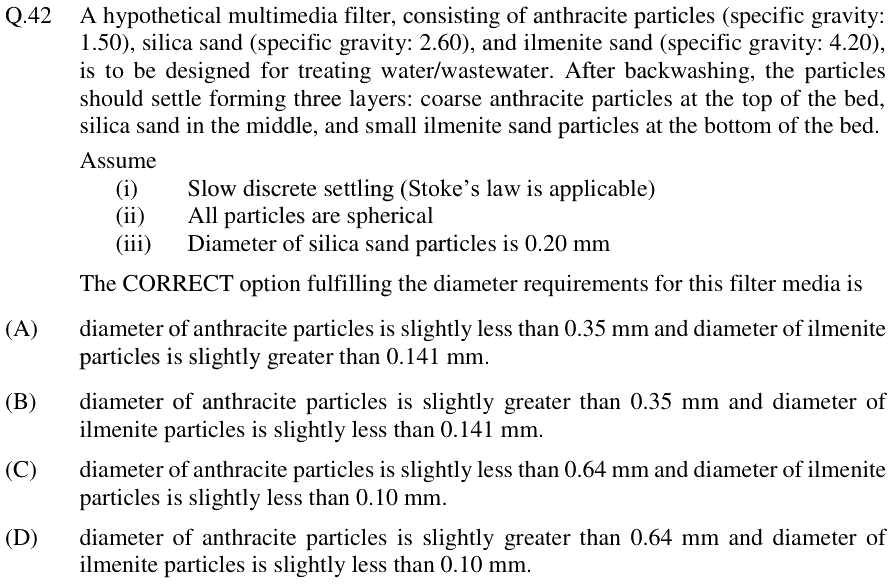 Q.42 A hypothetical multimedia filter, consisting of anthracite particles (specific gravity:
1.50), silica sand (specific gravity: 2.60), and ilmenite sand (specific gravity: 4.20),
is to be designed for treating water/wastewater. After backwashing, the particles
should settle forming three layers: coarse anthracite particles at the top of the bed,
silica sand in the middle, and small ilmenite sand particles at the bottom of the bed.
Assume
(i) Slow discrete settling (Stoke's law is applicable)
(ii) All particles are spherical
(iii) Diameter of silica sand particles is 0.20 mm
The CORRECT option fulfilling the diameter requirements for this filter media is
(A) diameter of anthracite particles is slightly less than 0.35 mm and diameter of ilmenite
particles is slightly greater than 0.141 mm.
(B) diameter of anthracite particles is slightly greater than 0.35 mm and diameter of
ilmenite particles is slightly less than 0.141 mm.
(C) diameter of anthracite particles is slightly less than 0.64 mm and diameter of ilmenite
particles is slightly less than 0.10 mm.
(D) diameter of anthracite particles is slightly greater than 0.64 mm and diameter of
ilmenite particles is slightly less than 0.10 mm.